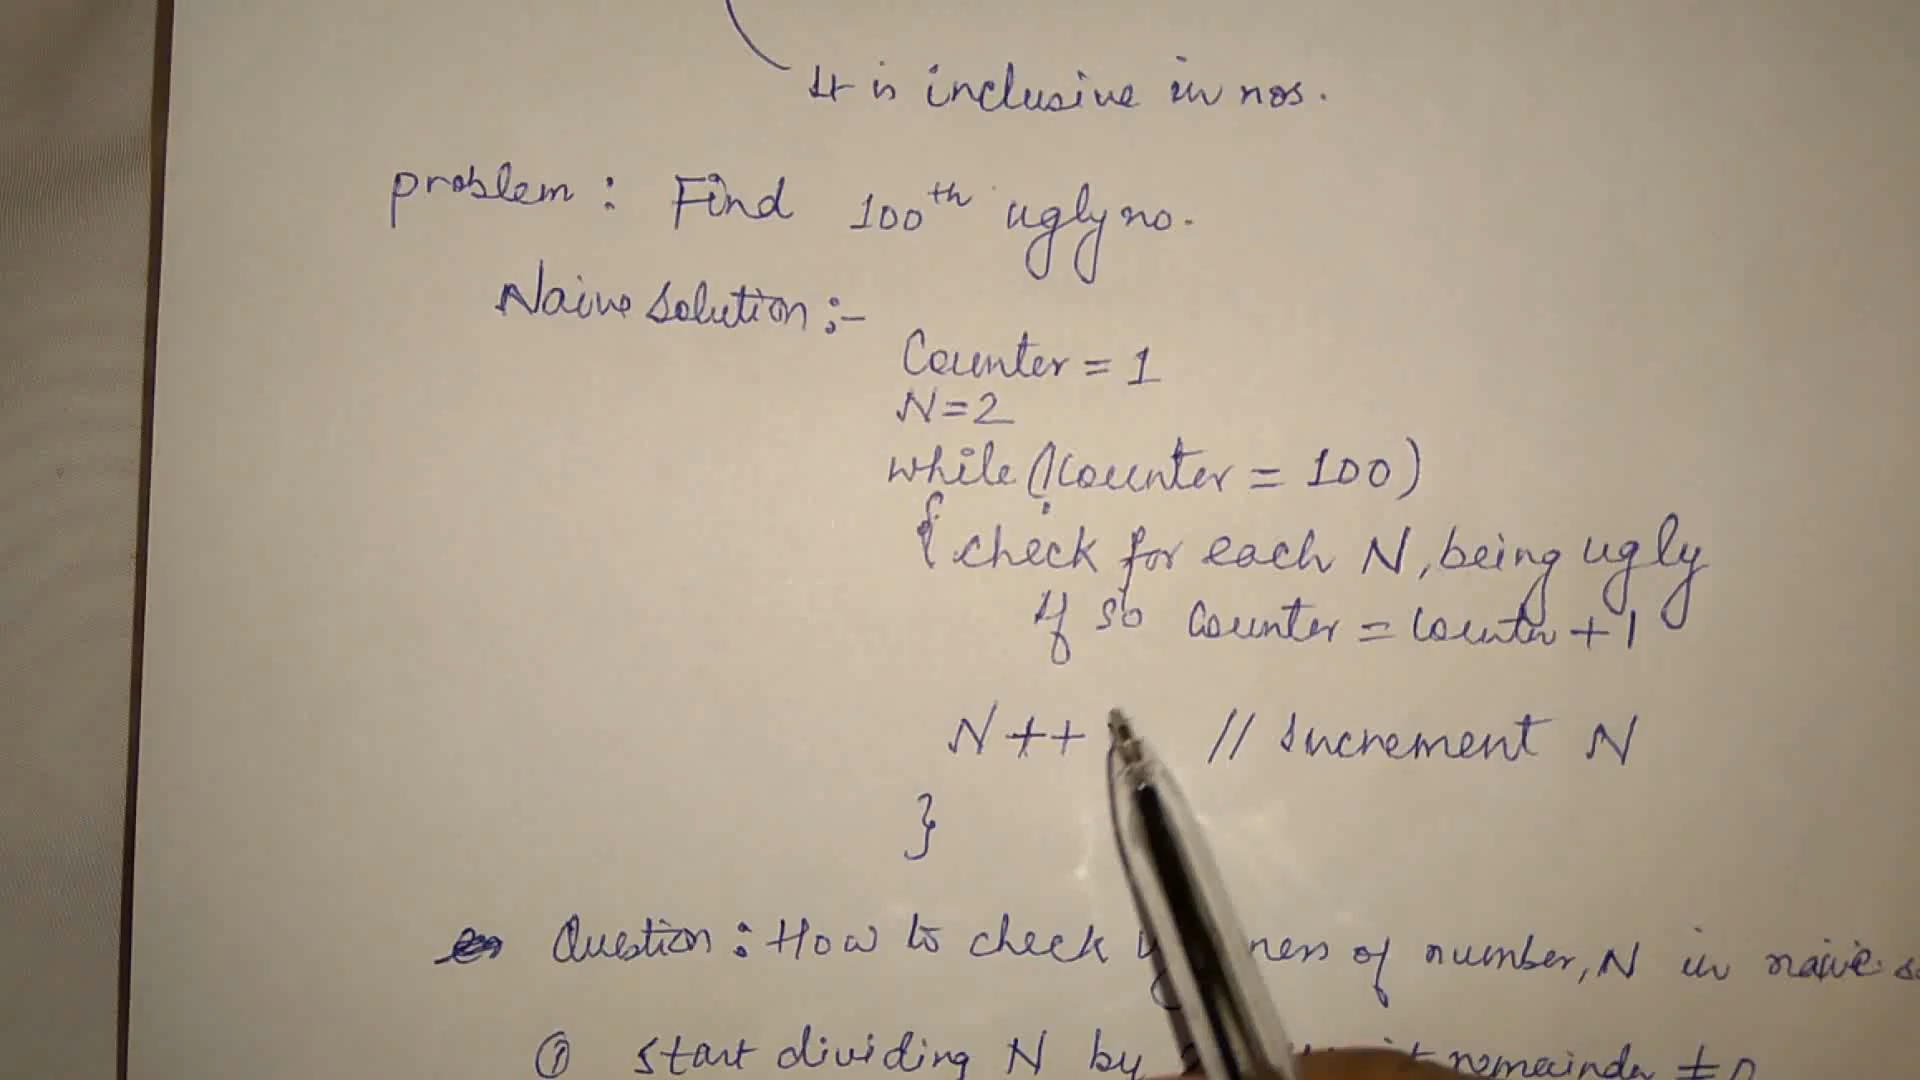 It is inclusive in nos.
problem: Find 100th ugly no.
Naive solution :-
Counter = 1
N=2
while (!counter = 100)
{ check for each N, being ugly
If so Counter = counter + 1
N++ // Increment N
}
Question: How to check ness of number, N in naive
① start dividing N by remainder ≠ 0